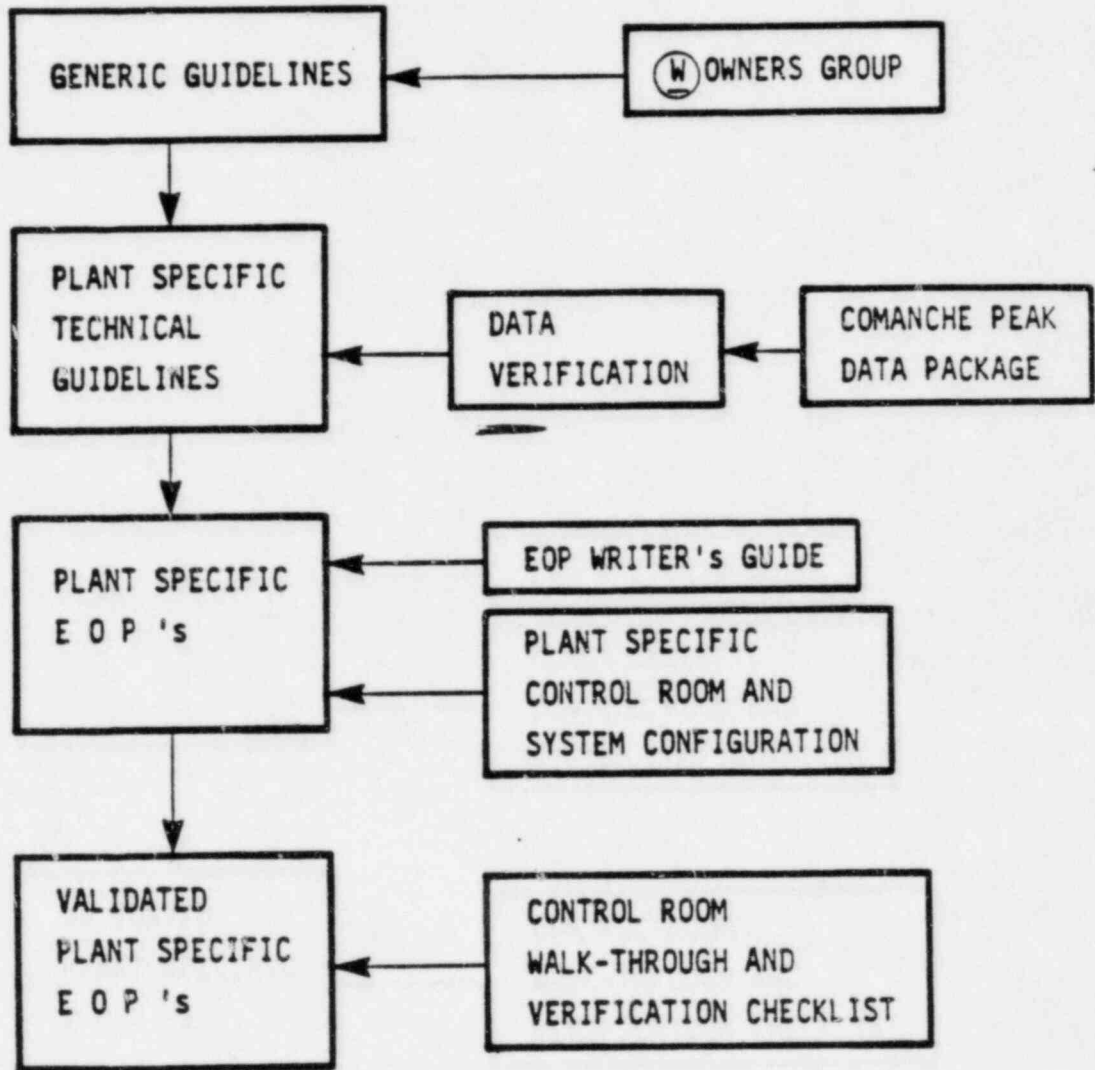 GENERIC GUIDELINES
W OWNERS GROUP
PLANT SPECIFIC
TECHNICAL
GUIDELINES
DATA
VERIFICATION
COMANCHE PEAK
DATA PACKAGE
PLANT SPECIFIC
E O P 's
EOP WRITER's GUIDE
PLANT SPECIFIC
CONTROL ROOM AND
SYSTEM CONFIGURATION
VALIDATED
PLANT SPECIFIC
E O P 's
CONTROL ROOM
WALK-THROUGH AND
VERIFICATION CHECKLIST